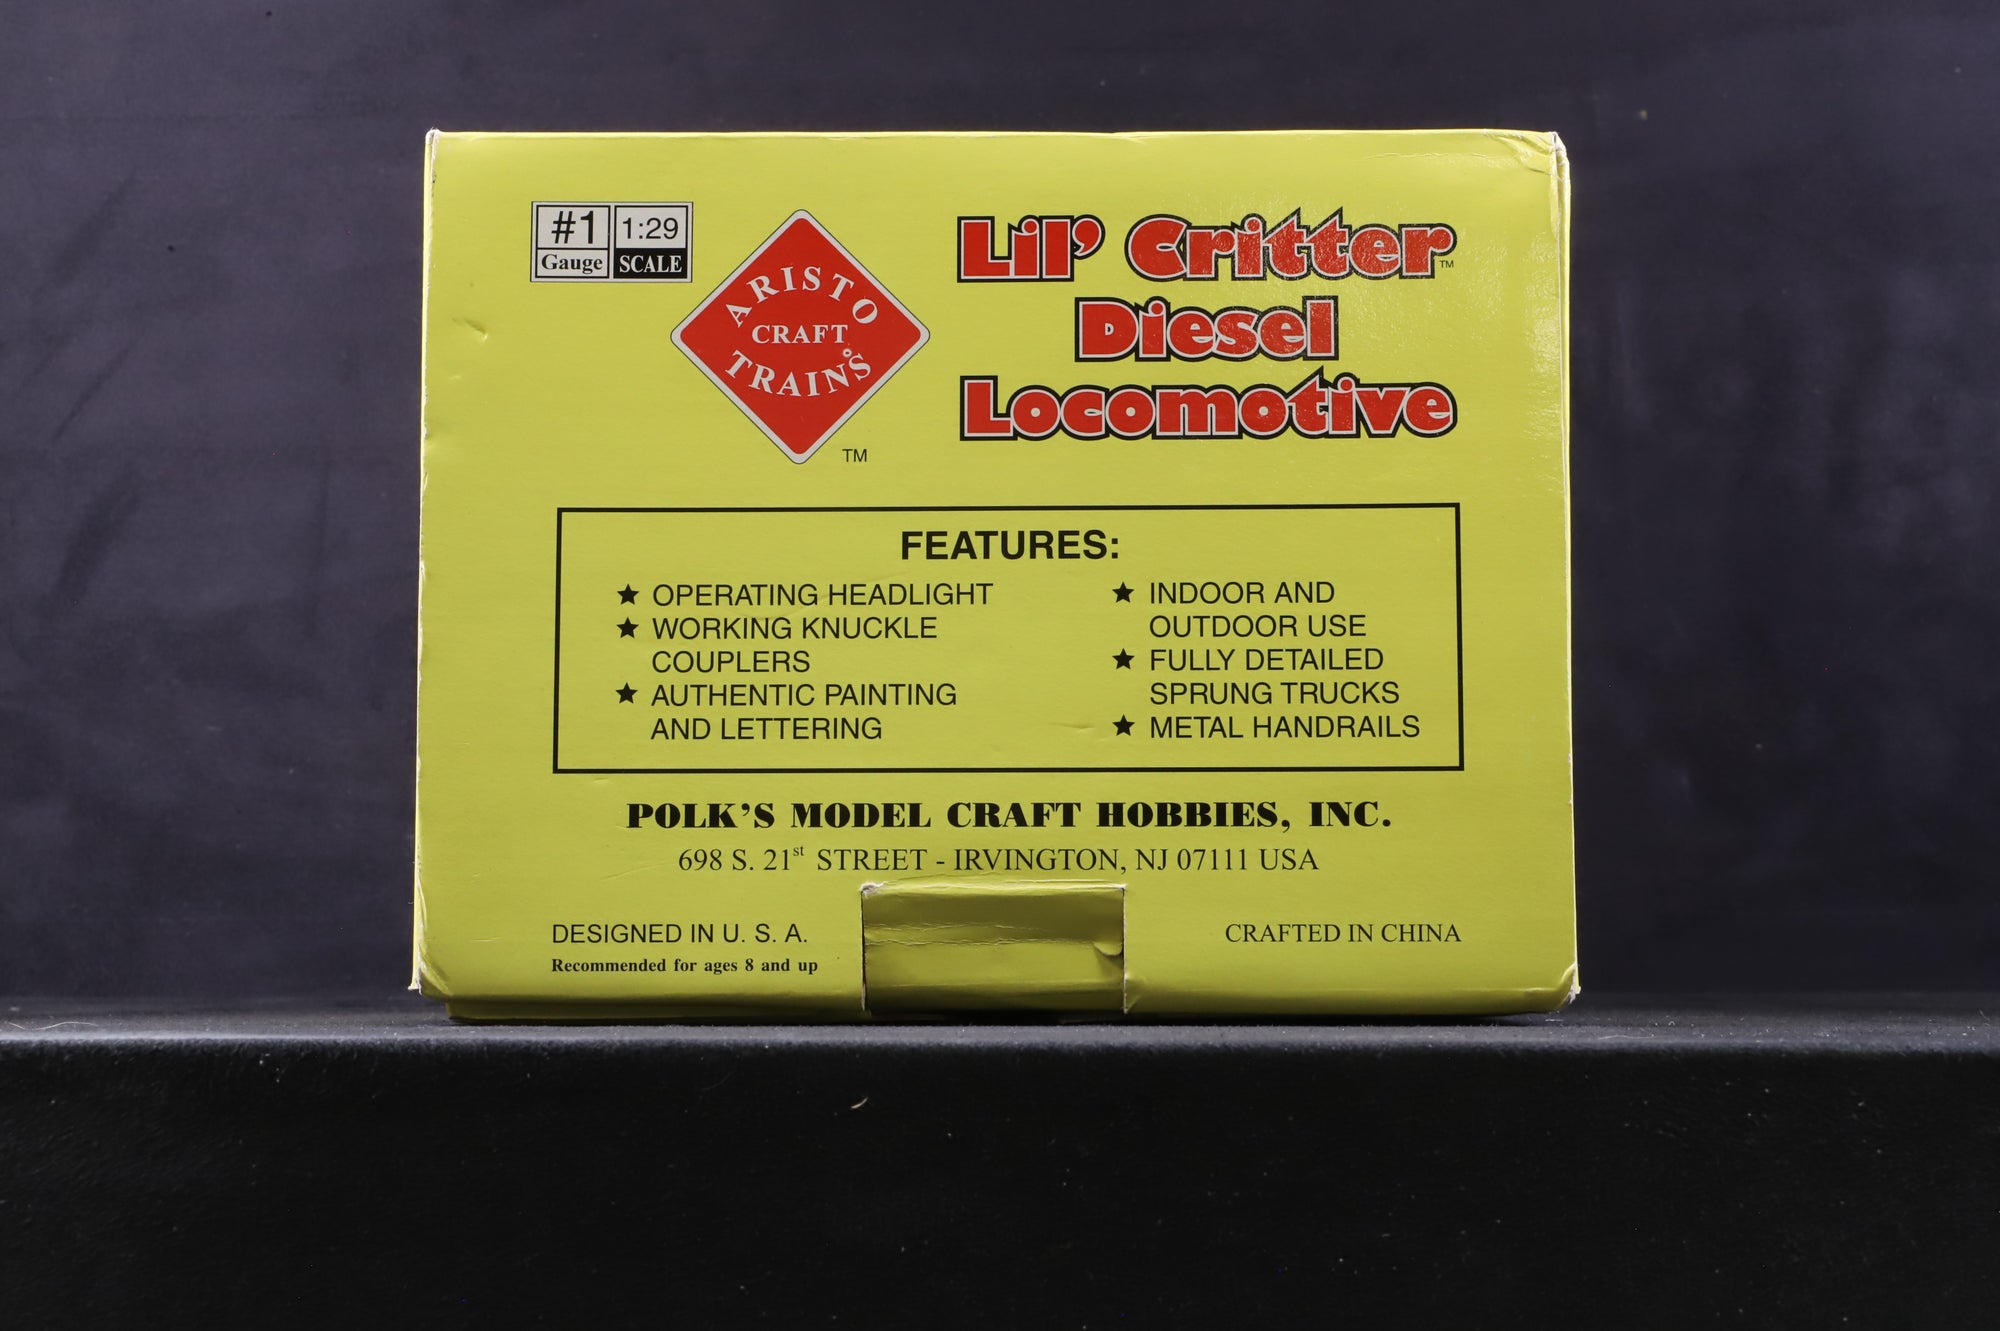 #1 Gauge
1:29 SCALE
ARISTO
CRAFT
TRAINS
TM
Lil' Critter™
Diesel
Locomotive
FEATURES:
★ OPERATING HEADLIGHT
★ WORKING KNUCKLE
COUPLERS
★ AUTHENTIC PAINTING
AND LETTERING
★ INDOOR AND
OUTDOOR USE
★ FULLY DETAILED
SPRUNG TRUCKS
★ METAL HANDRAILS
POLK'S MODEL CRAFT HOBBIES, INC.
698 S. 21st STREET - IRVINGTON, NJ 07111 USA
DESIGNED IN U. S. A.
Recommended for ages 8 and up
CRAFTED IN CHINA